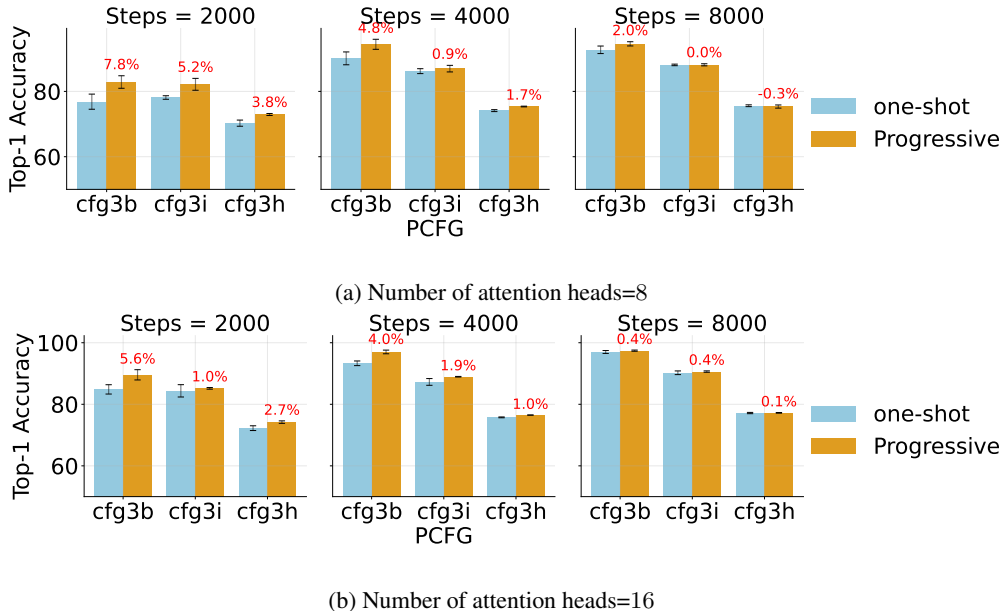 Steps = 2000 Steps = 4000 Steps = 8000
Top-1 Accuracy
80
60
7.8% 5.2% 3.8%
4.8% 0.9% 1.7%
2.0% 0.0% -0.3%
one-shot
Progressive
cfg3b cfg3i cfg3h cfg3b cfg3i cfg3h cfg3b cfg3i cfg3h
PCFG
(a) Number of attention heads=8
Steps = 2000 Steps = 4000 Steps = 8000
Top-1 Accuracy
100
80
60
5.6% 1.0% 2.7%
4.0% 1.9% 1.0%
0.4% 0.4% 0.1%
one-shot
Progressive
cfg3b cfg3i cfg3h cfg3b cfg3i cfg3h cfg3b cfg3i cfg3h
PCFG
(b) Number of attention heads=16